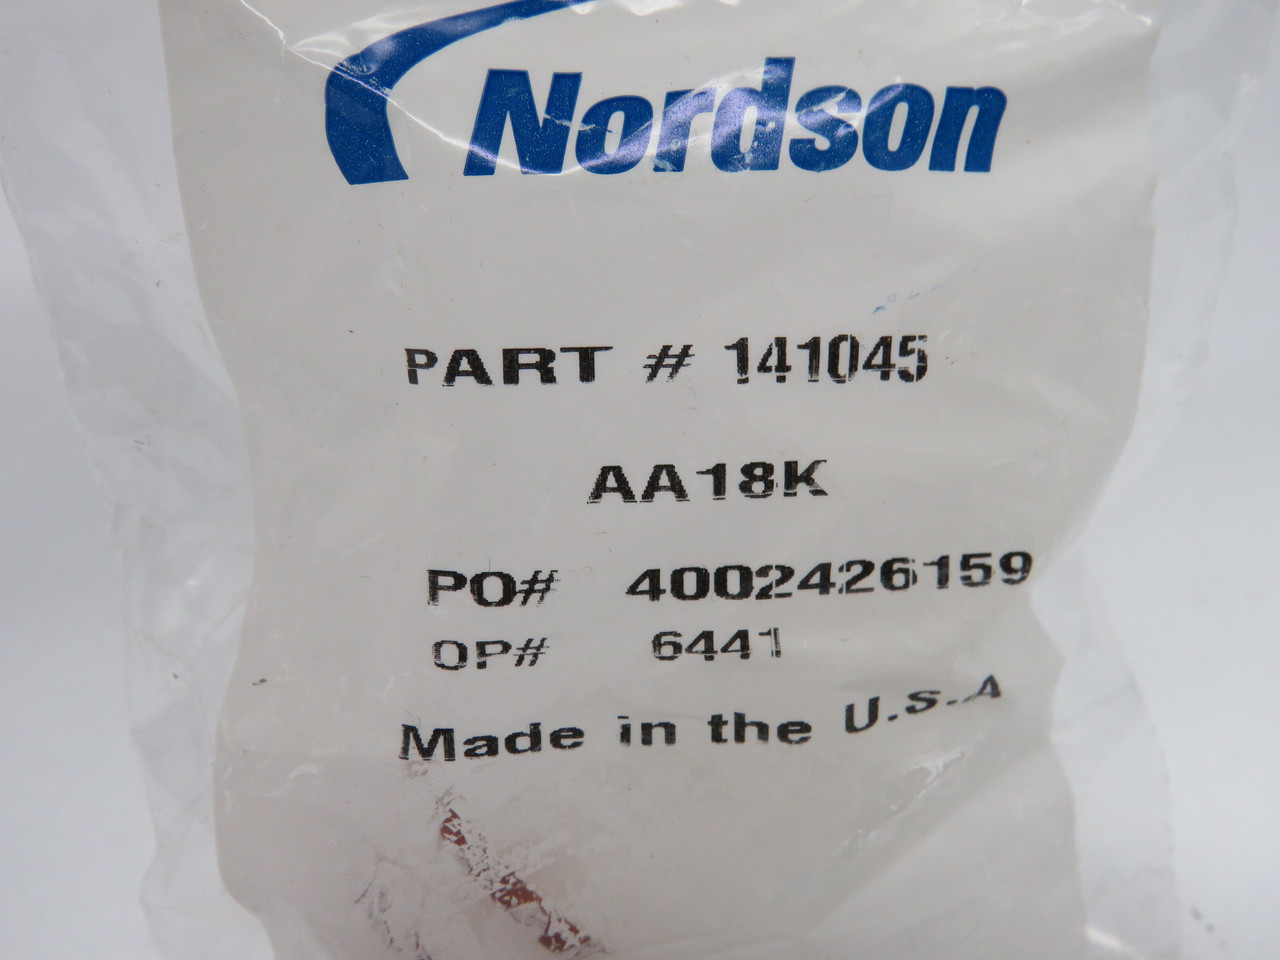 Nordson
PART # 141045
AA18K
PO# 4002426159
OP# 6441
Made in the U.S.A